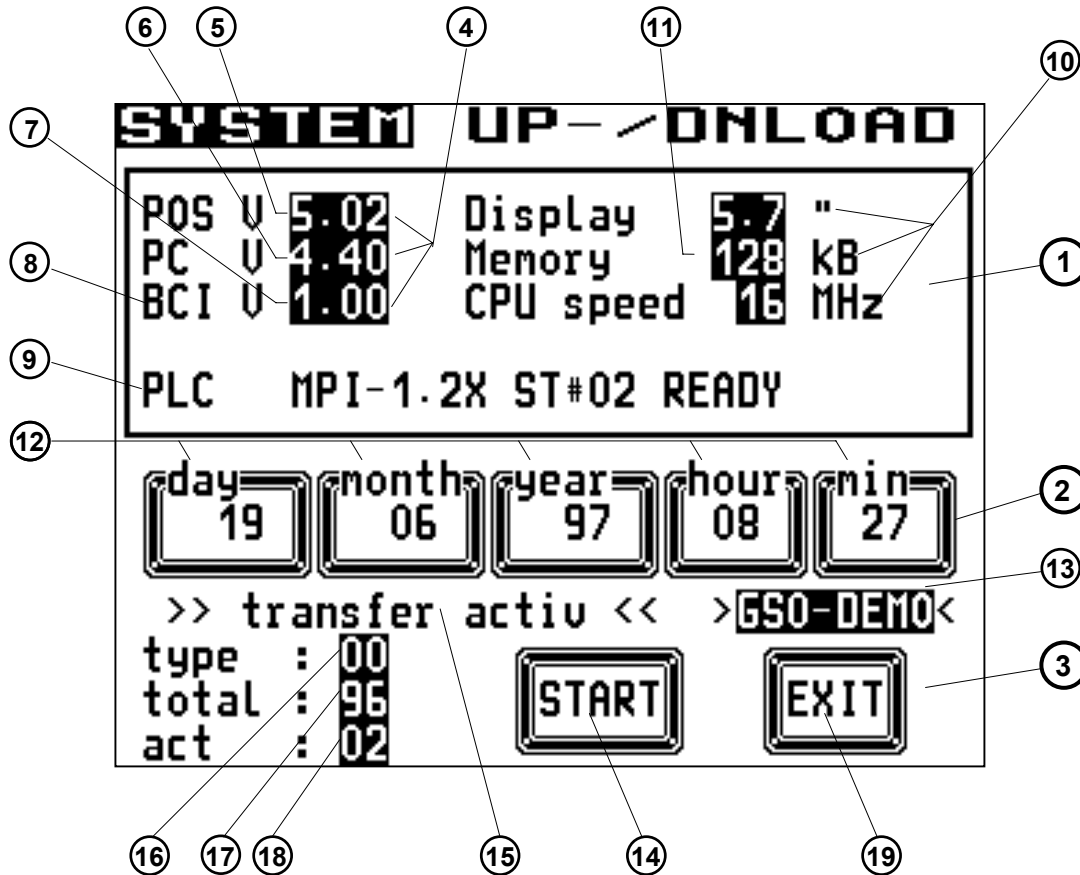 6 5 4 11
10
7
SYSTEM UP-/DNLOAD
POS V 5.02 Display 5.7 "
PC V 4.40 Memory 128 kB
BCI V 1.00 CPU speed 16 MHz
8
1
9
PLC MPI-1.2X ST#02 READY
12
day month year hour min
19 06 97 08 27
2
13
>> transfer activ << >GSO-DEMO<
type : 00
total : 96
act : 02
START EXIT
3
16 17 18 15 14 19